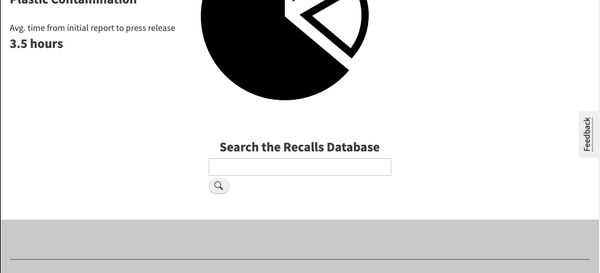 Plastic Contamination
Avg. time from initial report to press release
3.5 hours
Search the Recalls Database
Feedback